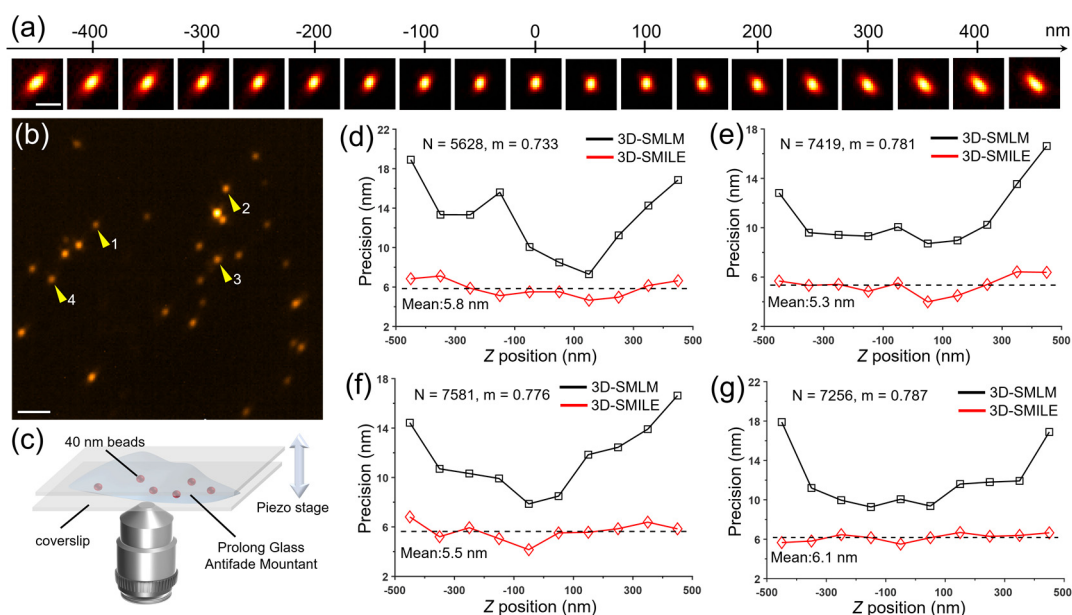 (a)
-400 -300 -200 -100 0 100 200 300 400 nm
(b)
1
2
3
4
(c)
40 nm beads
Piezo stage
coverslip
Prolong Glass
Antifade Mountant
(d)
22
18
14
10
6
2
Precision (nm)
N = 5628, m = 0.733
3D-SMLM
3D-SMILE
Mean:5.8 nm
-500 -300 -100 100 300 500
Z position (nm)
(e)
18
14
10
6
2
Precision (nm)
N = 7419, m = 0.781
3D-SMLM
3D-SMILE
Mean:5.3 nm
-500 -300 -100 100 300 500
Z position (nm)
(f)
18
14
10
6
2
Precision (nm)
N = 7581, m = 0.776
3D-SMLM
3D-SMILE
Mean:5.5 nm
-500 -300 -100 100 300 500
Z position (nm)
(g)
22
18
14
10
6
2
Precision (nm)
N = 7256, m = 0.787
3D-SMLM
3D-SMILE
Mean:6.1 nm
-500 -300 -100 100 300 500
Z position (nm)